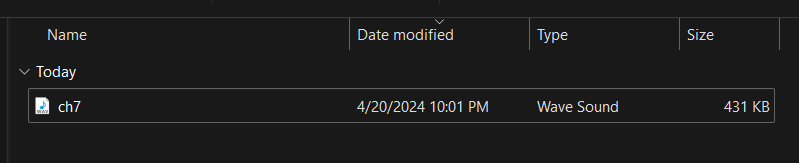 Name Date modified Type Size
Today
ch7 4/20/2024 10:01 PM Wave Sound 431 KB